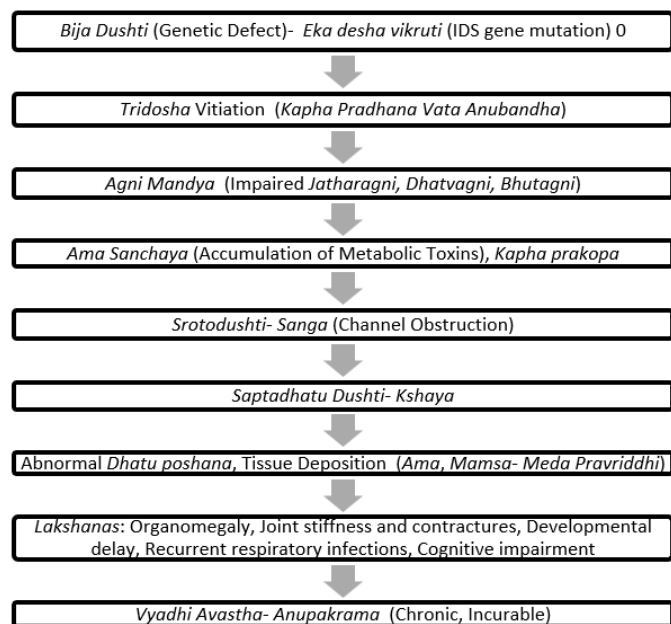 Bija Dushti (Genetic Defect)- Eka desha vikruti (IDS gene mutation) 0
Tridosha Vitiation (Kapha Pradhana Vata Anubandha)
Agni Mandya (Impaired Jatharagni, Dhatvagni, Bhutagni)
Ama Sanchaya (Accumulation of Metabolic Toxins), Kapha prakopa
Srotodushti- Sanga (Channel Obstruction)
Saptadhatu Dushti- Kshaya
Abnormal Dhatu poshana, Tissue Deposition (Ama, Mamsa- Meda Pravriddhi)
Lakshanas: Organomegaly, Joint stiffness and contractures, Developmental
delay, Recurrent respiratory infections, Cognitive impairment
Vyadhi Avastha- Anupakrama (Chronic, Incurable)